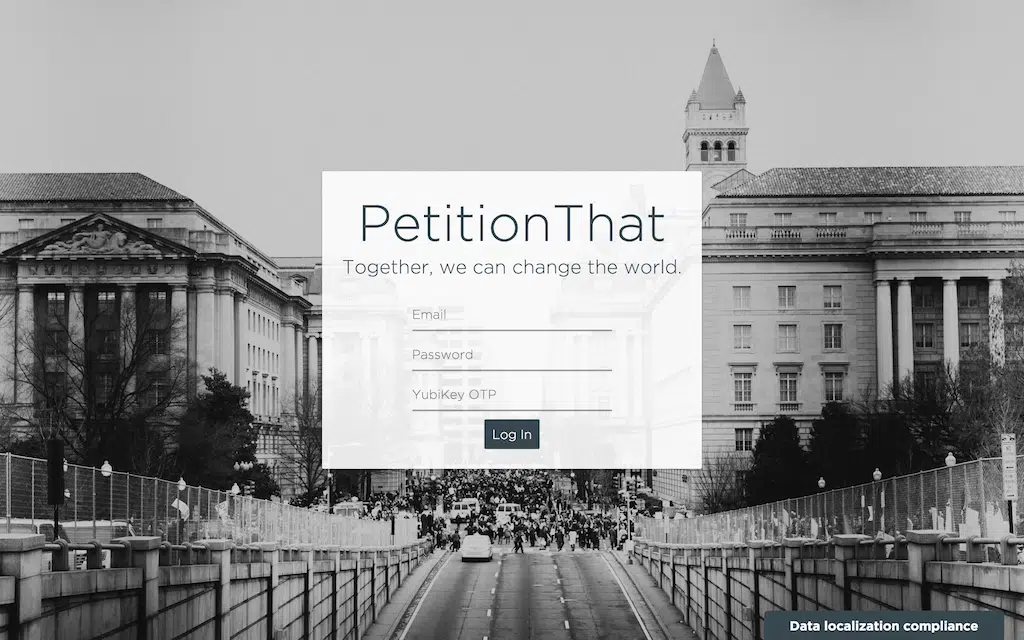 PetitionThat
Together, we can change the world.
Email
Password
YubiKey OTP
Log In
Data localization compliance